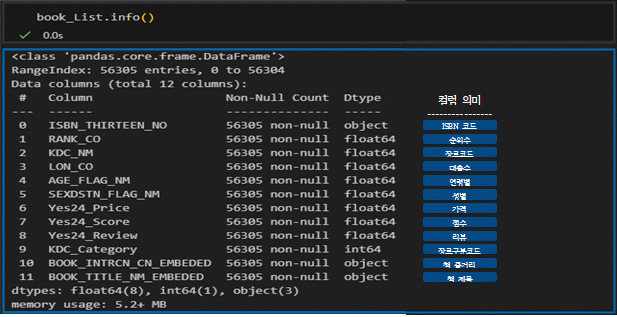 book_List.info()
0.0s
<class 'pandas.core.frame.DataFrame'>
RangeIndex: 56305 entries, 0 to 56304
Data columns (total 12 columns):
# Column Non-Null Count Dtype 컬럼 의미
--- ------ -------------- ----- ----------------
0 ISBN_THIRTEEN_NO 56305 non-null object ISBN 코드
1 RANK_CO 56305 non-null float64 순위수
2 KDC_NM 56305 non-null float64 장르코드
3 LON_CO 56305 non-null float64 대출수
4 AGE_FLAG_NM 56305 non-null float64 연령별
5 SEXDSTN_FLAG_NM 56305 non-null float64 성별
6 Yes24_Price 56305 non-null float64 가격
7 Yes24_Score 56305 non-null float64 점수
8 Yes24_Review 56305 non-null float64 리뷰
9 KDC_Category 56305 non-null int64 장르구분코드
10 BOOK_INTRCN_CN_EMBEDED 56305 non-null object 책 줄거리
11 BOOK_TITLE_NM_EMBEDED 56305 non-null object 책 제목
dtypes: float64(8), int64(1), object(3)
memory usage: 5.2+ MB